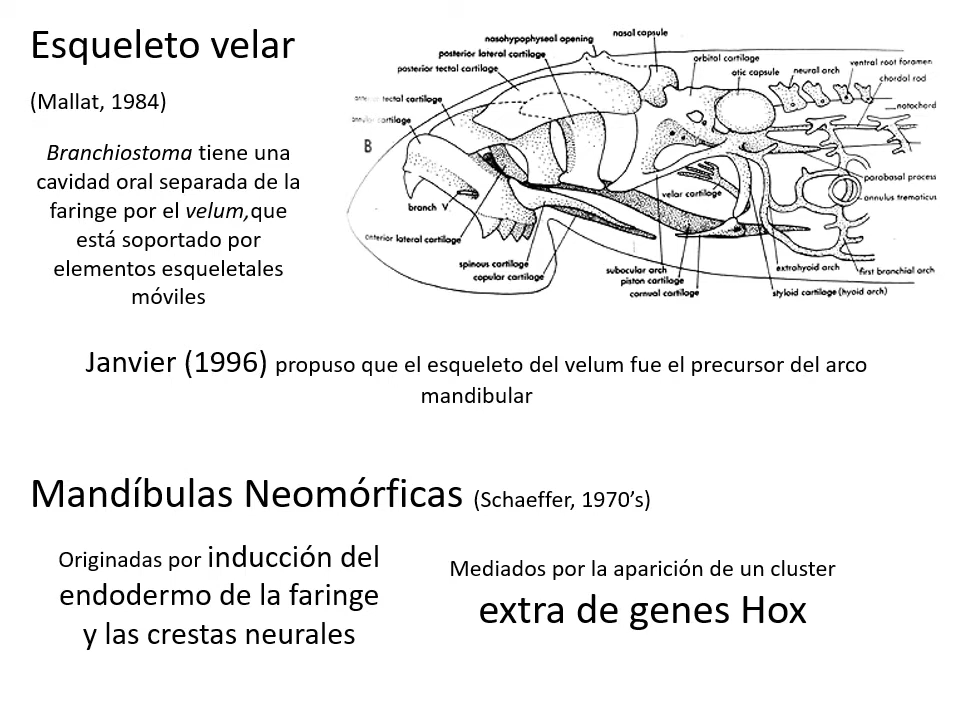 Esqueleto velar
(Mallat, 1984)
Branchiostoma tiene una
cavidad oral separada de la
faringe por el velum,que
está soportado por
elementos esqueletales
móviles
nasohypophyseal opening
nasal capsule
posterior lateral cartilage
posterior tectal cartilage
orbital cartilage
otic capsule
neural arch
ventral root foramen
chordal rod
notochord
tectal cartilage
cartilage
B
branch V
velar cartilage
parabasal process
annulus trematicus
anterior lateral cartilage
spinous cartilage
copular cartilage
subocular arch
piston cartilage
cornual cartilage
extrahyoid arch
first branchial arch
styloid cartilage (hyoid arch)
Janvier (1996) propuso que el esqueleto del velum fue el precursor del arco
mandibular
Mandíbulas Neomórficas (Schaeffer, 1970’s)
Originadas por inducción del
endodermo de la faringe
y las crestas neurales
Mediados por la aparición de un cluster
extra de genes Hox